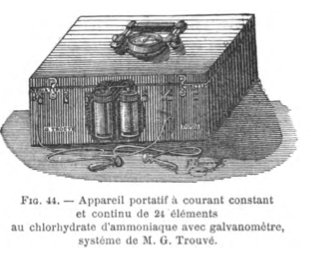 FIG. 44. — Appareil portatif à courant constant
et continu de 24 éléments
au chlorhydrate d'ammoniaque avec galvanomètre,
système de M. G. Trouvé.